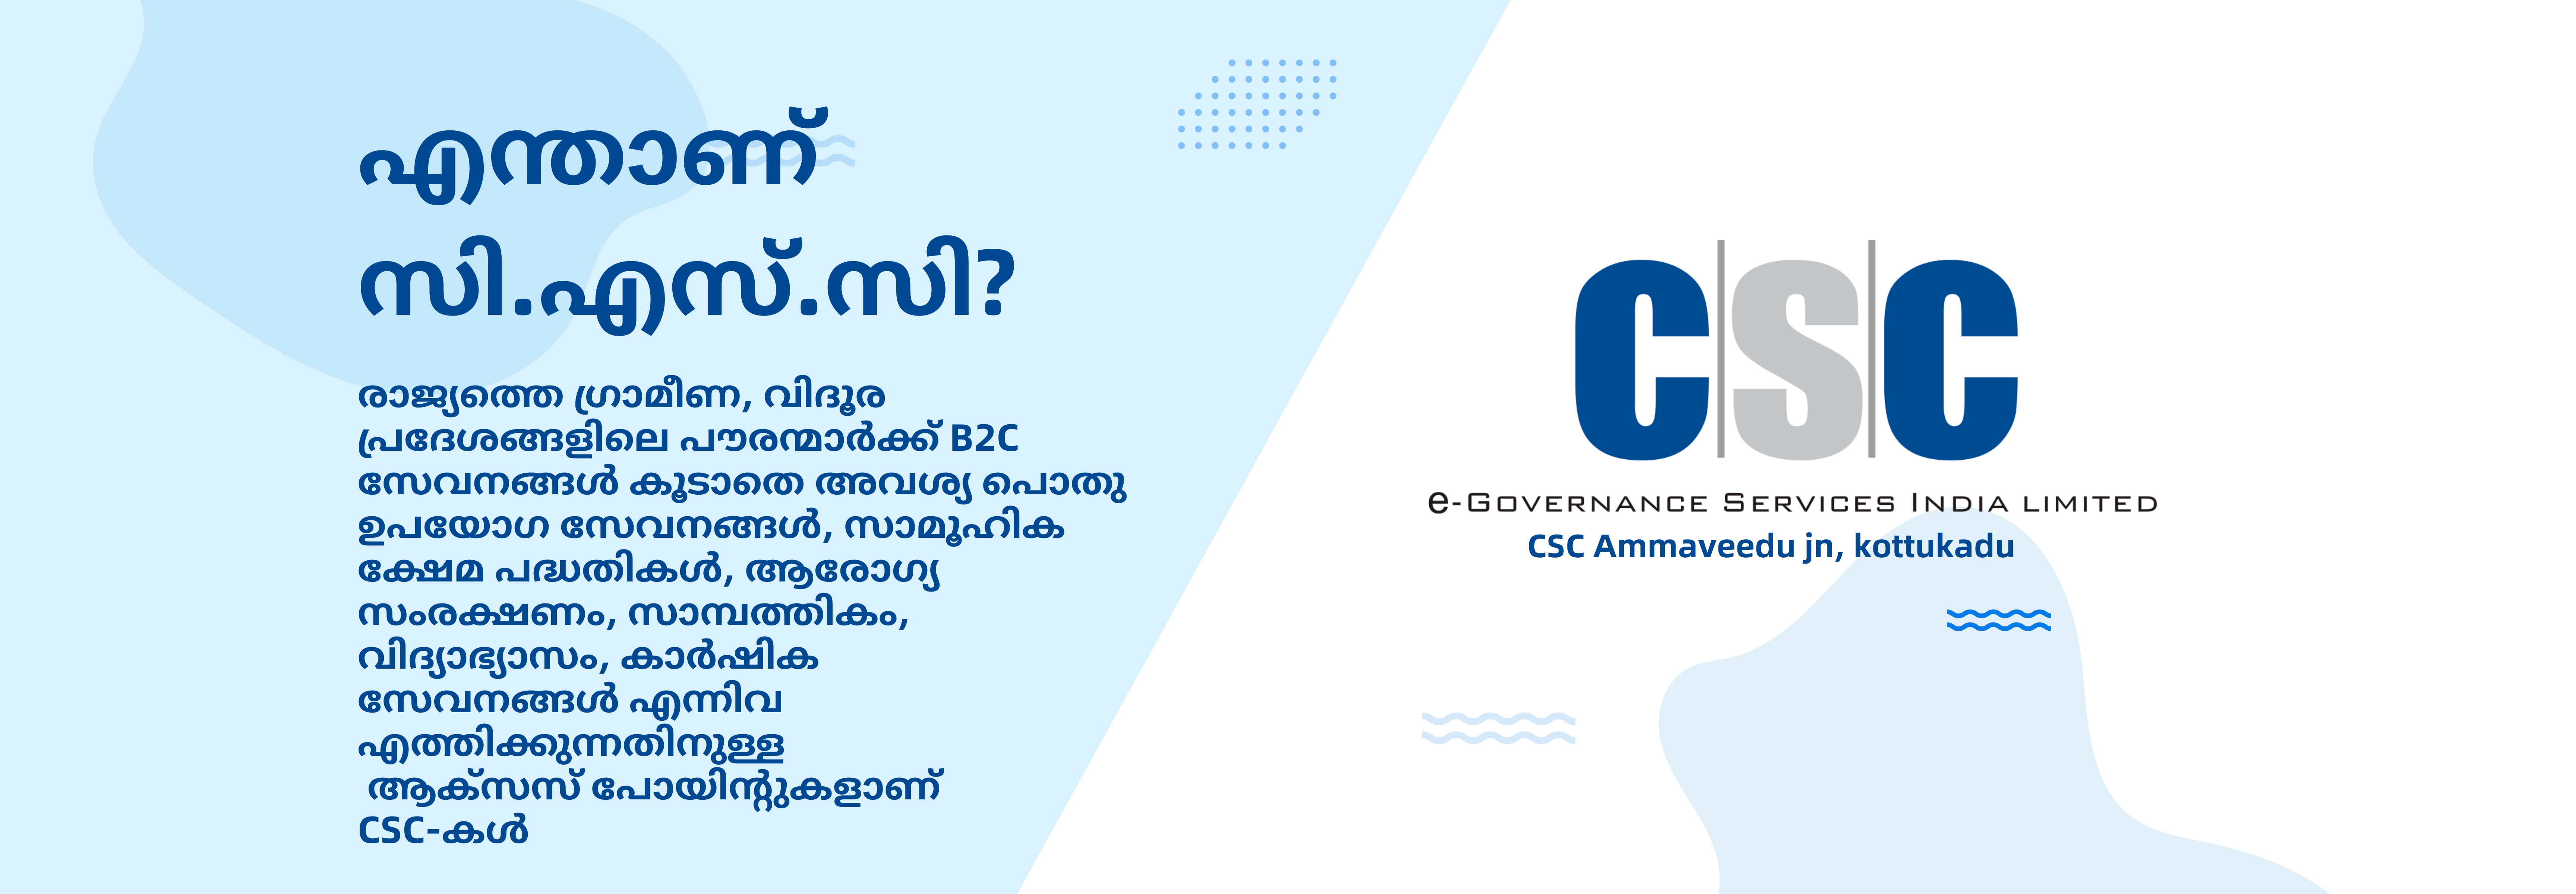 എന്താണ്
സി.എസ്.സി?
രാജ്യത്തെ ഗ്രാമീണ, വിദൂര
പ്രദേശങ്ങളിലെ പൗരന്മാർക്ക് B2C
സേവനങ്ങൾ കൂടാതെ അവശ്യ പൊതു
ഉപയോഗ സേവനങ്ങൾ, സാമൂഹിക
ക്ഷേമ പദ്ധതികൾ, ആരോഗ്യ
സംരക്ഷണം, സാമ്പത്തികം,
വിദ്യാഭ്യാസം, കാർഷിക
സേവനങ്ങൾ എന്നിവ
എത്തിക്കുന്നതിനുള്ള
ആക്സസ് പോയിന്റുകളാണ്
CSC-കൾ
CSC
e-Governance Services India Limited
CSC Ammaveedu jn, kottukadu